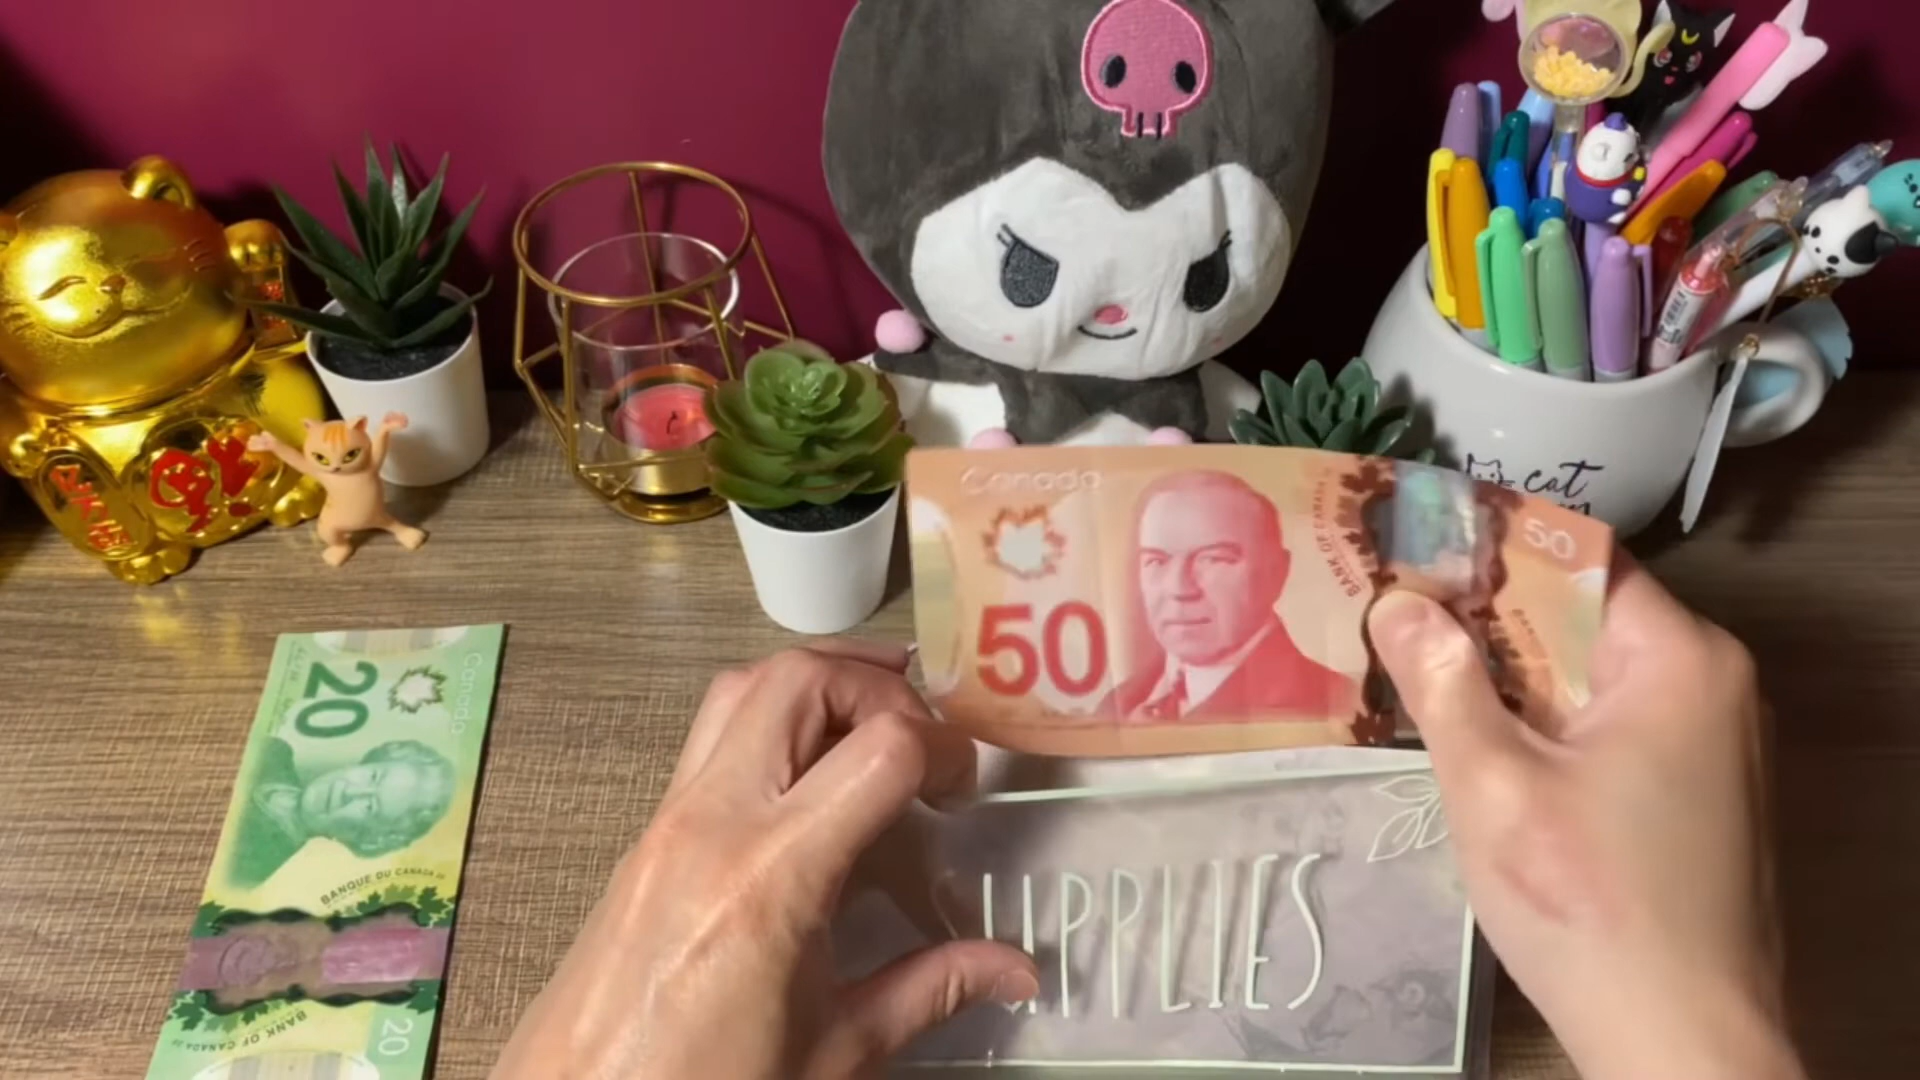 cat
Canada
50
BANK OF CANADA
50
20
Canada
BANQUE DU CANADA
BANK OF CANADA
20
UPPLIES